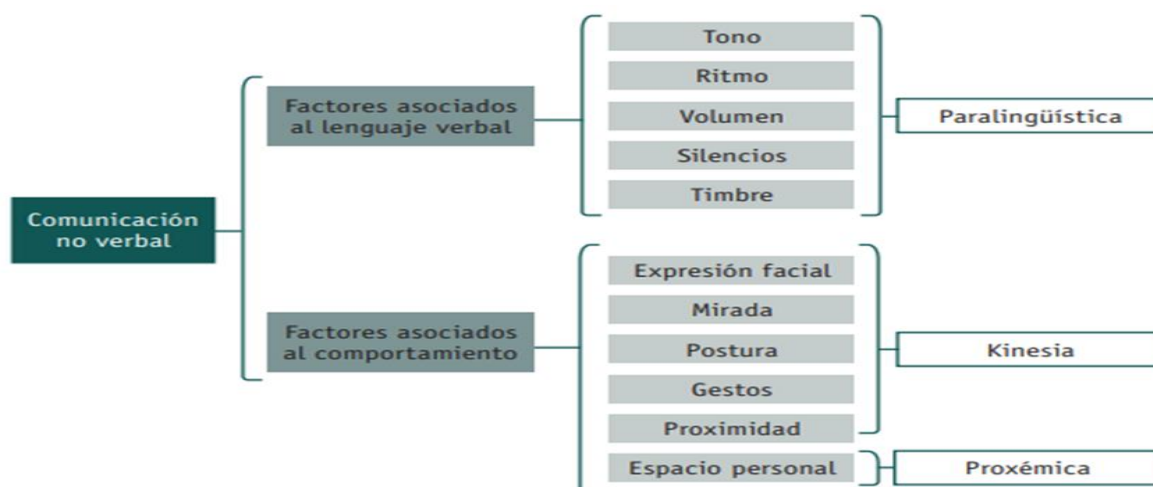 Comunicación
no verbal
Factores asociados
al lenguaje verbal
Tono
Ritmo
Volumen
Silencios
Timbre
Paralingüística
Factores asociados
al comportamiento
Expresión facial
Mirada
Postura
Gestos
Proximidad
Kinesia
Espacio personal
Proxémica